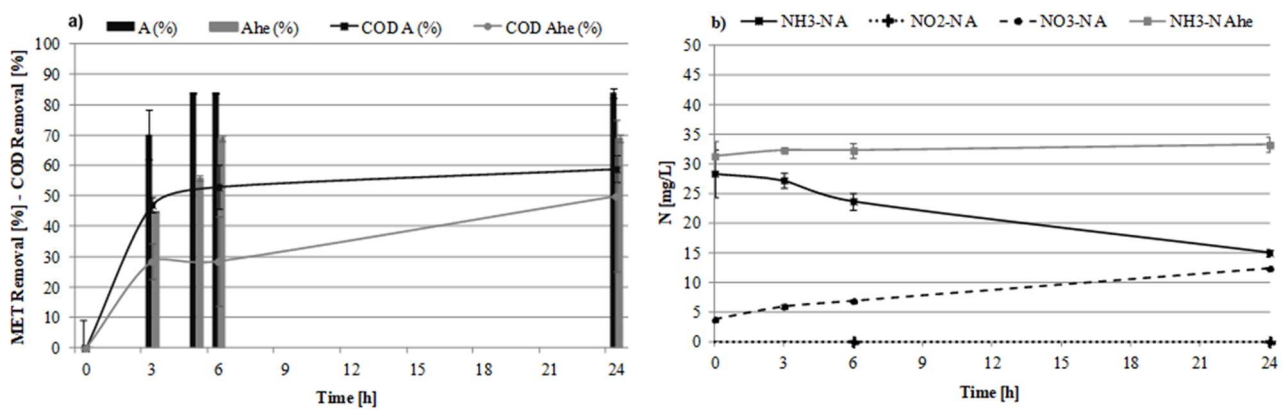 a)
A (%) Ahe (%) COD A (%) COD Ahe (%)
MET Removal [%] - COD Removal [%]
100
90
80
70
60
50
40
30
20
10
0
0 3 6 9 12 15 18 21 24
Time [h]
b)
NH3-N A NO2-N A NO3-N A NH3-N Ahe
N [mg/L]
50
45
40
35
30
25
20
15
10
5
0
0 3 6 9 12 15 18 21 24
Time [h]